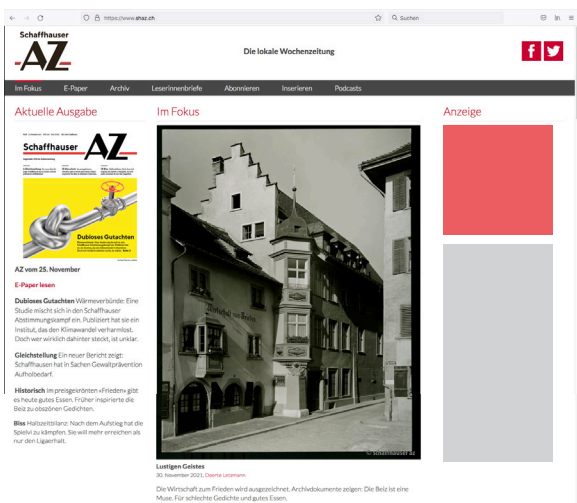 https://www.shaz.ch
Suchen
Schaffhauser
AZ
Die lokale Wochenzeitung
Im Fokus
E-Paper
Archiv
Leserinnenbriefe
Abonnieren
Inserieren
Podcasts
Aktuelle Ausgabe
Schaffhauser AZ
Dubioses Gutachten
AZ vom 25. November
E-Paper lesen
Dubioses Gutachten Wärmeverbünde: Eine
Studie mischt sich in den Schaffhauser
Abstimmungskampf ein. Publiziert hat sie ein
Institut, das den Klimawandel verharmlost.
Doch wer wirklich dahinter steckt, ist unklar.
Gleichstellung Ein neuer Bericht zeigt:
Schaffhausen hat in Sachen Gewaltprävention
Aufholbedarf.
Historisch Im preisgekrönten «Frieden» gibt
es heute gutes Essen. Früher inspirierte die
Beiz zu obszönen Gedichten.
Biss Halbzeitbilanz: Nach dem Aufstieg hat die
Spielvi zu kämpfen. Sie will mehr erreichen als
nur den Ligaerhalt.
Im Fokus
Wirtschaft zum Frieden
© schaffhauser az
Lustigen Geistes
30. November 2021,
Die Wirtschaft zum Frieden wird ausgezeichnet. Archivdokumente zeigen: Die Beiz ist eine
Muse. Für schlechte Gedichte und gutes Essen.
Anzeige